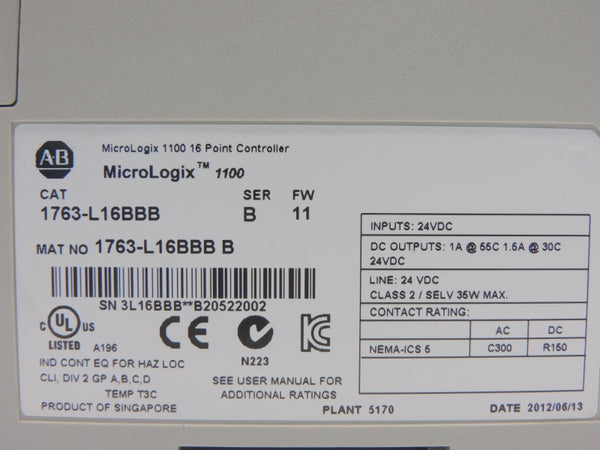 AB
MicroLogix 1100 16 Point Controller
MicroLogix™ 1100
CAT SER FW
1763-L16BBB B 11
MAT NO 1763-L16BBB B
SN 3L16BBB**B20522002
C UL US
LISTED A196
CE
N223
IND CONT EQ FOR HAZ LOC
CLI, DIV 2 GP A,B,C,D
TEMP T3C
PRODUCT OF SINGAPORE
SEE USER MANUAL FOR
ADDITIONAL RATINGS
INPUTS: 24VDC
DC OUTPUTS: 1A @ 55C 1.5A @ 30C
24VDC
LINE: 24 VDC
CLASS 2 / SELV 35W MAX.
CONTACT RATING:
AC DC
NEMA-ICS 5 C300 R150
PLANT 5170 DATE 2012/06/13